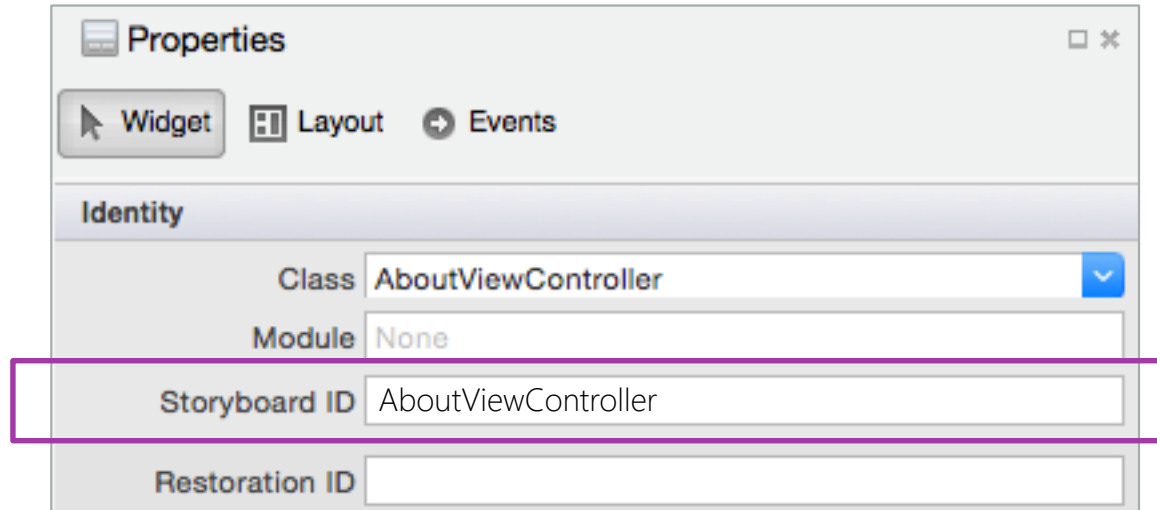 Properties
Widget Layout Events
Identity
Class AboutViewController
Module None
Storyboard ID AboutViewController
Restoration ID